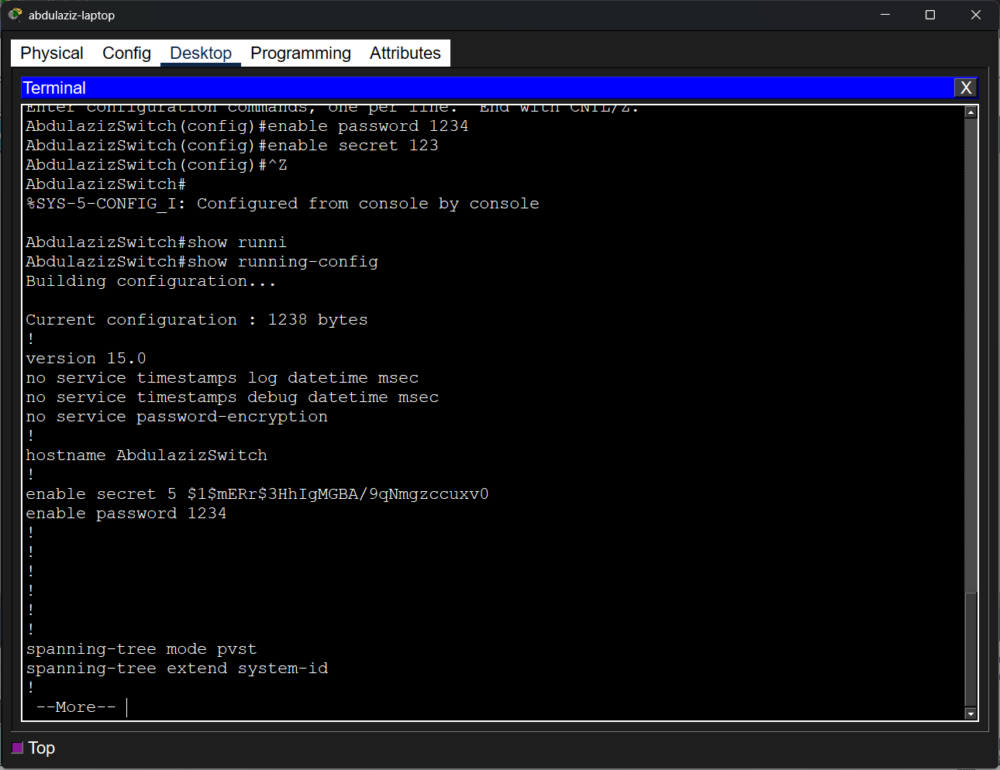 abdulaziz-laptop
Physical Config Desktop Programming Attributes
Terminal X
Enter configuration commands, one per line.  End with CNTL/Z.
AbdulazizSwitch(config)#enable password 1234
AbdulazizSwitch(config)#enable secret 123
AbdulazizSwitch(config)#^Z
AbdulazizSwitch#
%SYS-5-CONFIG_I: Configured from console by console
AbdulazizSwitch#show runni
AbdulazizSwitch#show running-config
Building configuration...
Current configuration : 1238 bytes
!
version 15.0
no service timestamps log datetime msec
no service timestamps debug datetime msec
no service password-encryption
!
hostname AbdulazizSwitch
!
enable secret 5 $1$mERr$3HhIgMGBA/9qNmgzccuxv0
enable password 1234
!
!
!
!
!
!
spanning-tree mode pvst
spanning-tree extend system-id
!
--More--
Top